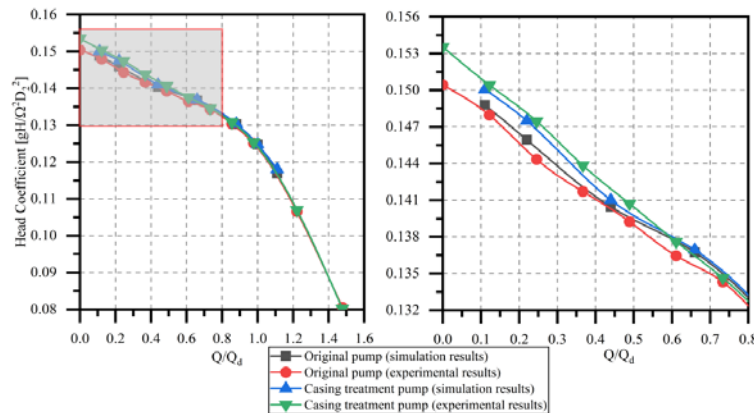 0.16
0.15
0.14
0.13
0.12
0.11
0.10
0.09
0.08
0.0 0.2 0.4 0.6 0.8 1.0 1.2 1.4 1.6
Head Coefficient [gH/Ω²D₂²]
Q/Q_d
0.156
0.153
0.150
0.147
0.144
0.141
0.138
0.135
0.132
0.0 0.1 0.2 0.3 0.4 0.5 0.6 0.7 0.8
Q/Q_d
Original pump (simulation results)
Original pump (experimental results)
Casing treatment pump (simulation results)
Casing treatment pump (experimental results)